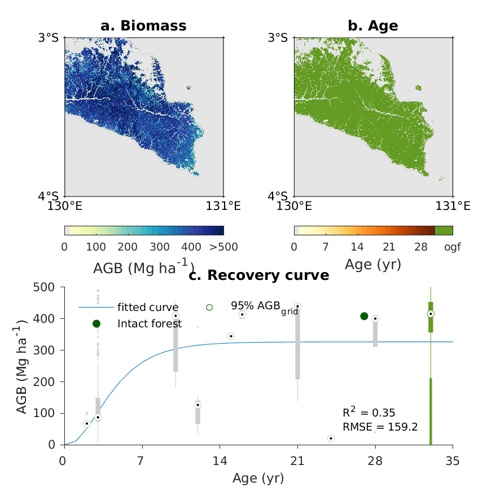 a. Biomass
b. Age
3°S
4°S
130°E
131°E
3°S
4°S
130°E
131°E
0 100 200 300 400 >500
AGB (Mg ha⁻¹)
0 7 14 21 28 ogf
Age (yr)
c. Recovery curve
500
400
300
200
100
0
AGB (Mg ha⁻¹)
fitted curve
95% AGB_grid
Intact forest
R² = 0.35
RMSE = 159.2
0 7 14 21 28 35
Age (yr)